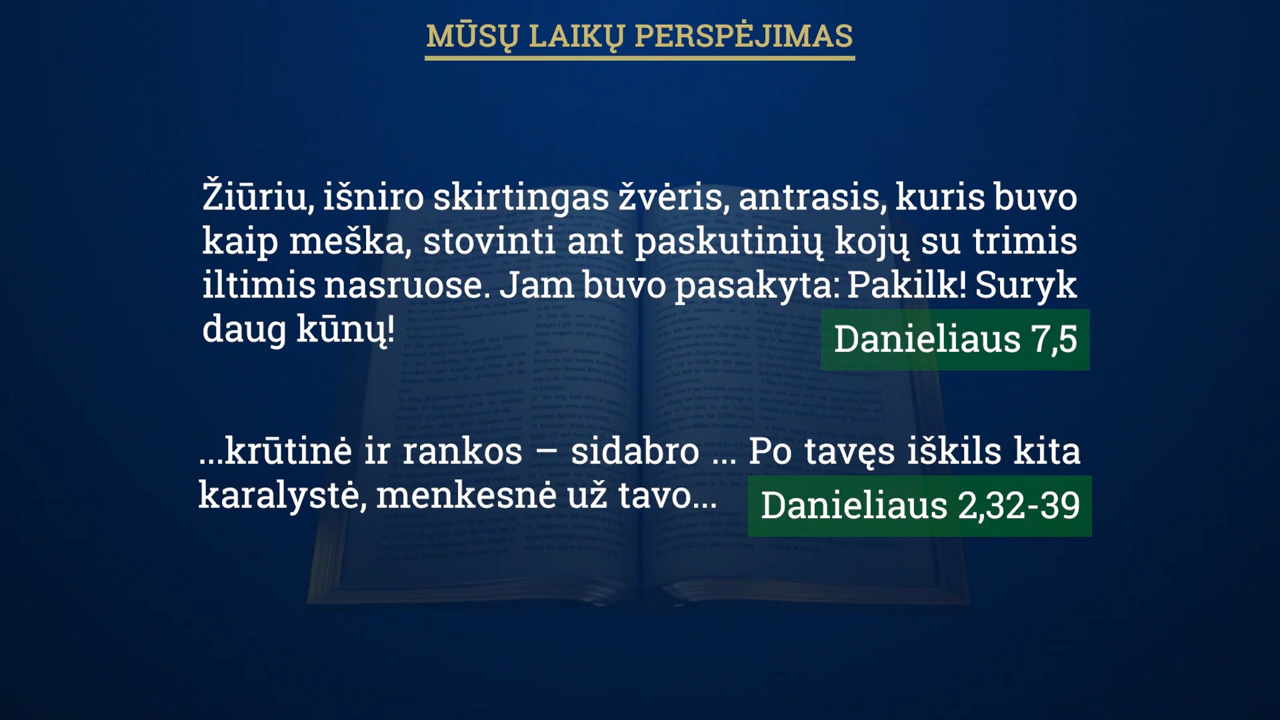 MŪSŲ LAIKŲ PERSPĖJIMAS
Žiūriu, išniro skirtingas žvėris, antrasis, kuris buvo
kaip meška, stovinti ant paskutinių kojų su trimis
iltimis nasruose. Jam buvo pasakyta: Pakilk! Suryk
daug kūnų!
Danieliaus 7,5
...krūtinė ir rankos – sidabro ... Po tavęs iškils kita
karalystė, menkesnė už tavo...
Danieliaus 2,32-39